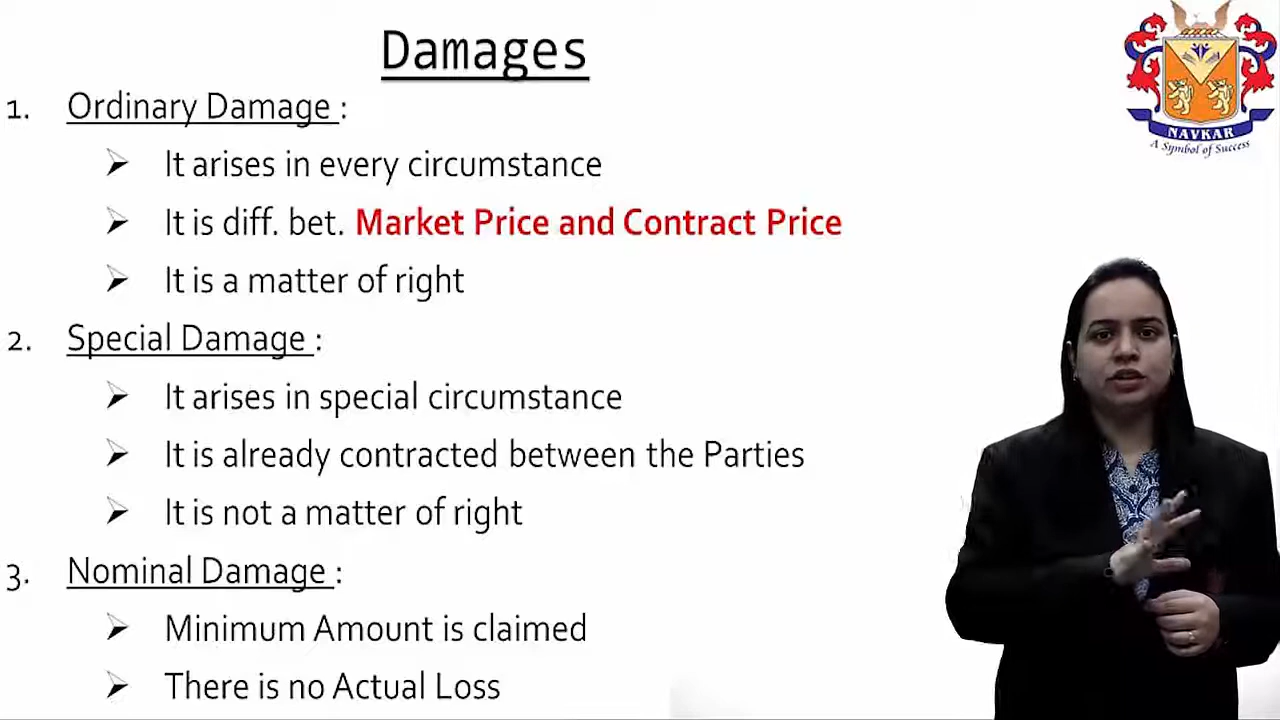 Damages
NAVKAR
A Symbol of Success
1. Ordinary Damage :
➢ It arises in every circumstance
➢ It is diff. bet. Market Price and Contract Price
➢ It is a matter of right
2. Special Damage :
➢ It arises in special circumstance
➢ It is already contracted between the Parties
➢ It is not a matter of right
3. Nominal Damage :
➢ Minimum Amount is claimed
➢ There is no Actual Loss